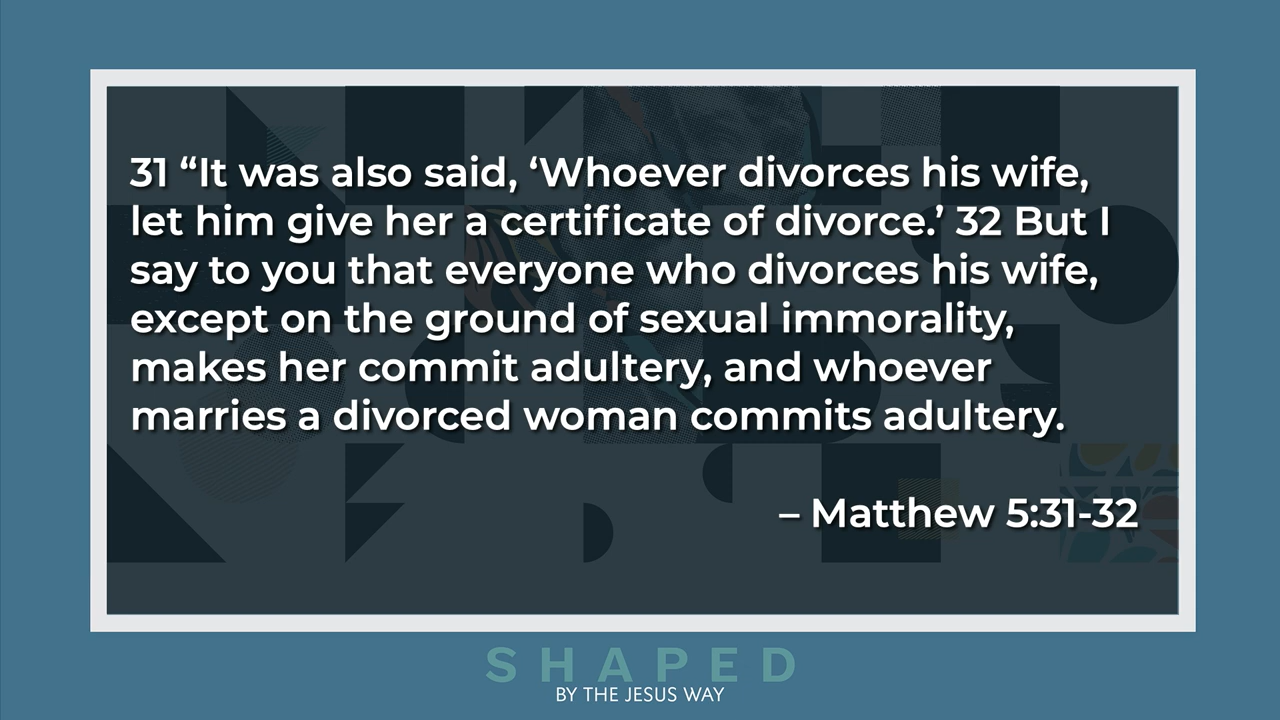 31 “It was also said, ‘Whoever divorces his wife,
let him give her a certificate of divorce.’ 32 But I
say to you that everyone who divorces his wife,
except on the ground of sexual immorality,
makes her commit adultery, and whoever
marries a divorced woman commits adultery.
– Matthew 5:31-32
SHAPED
BY THE JESUS WAY